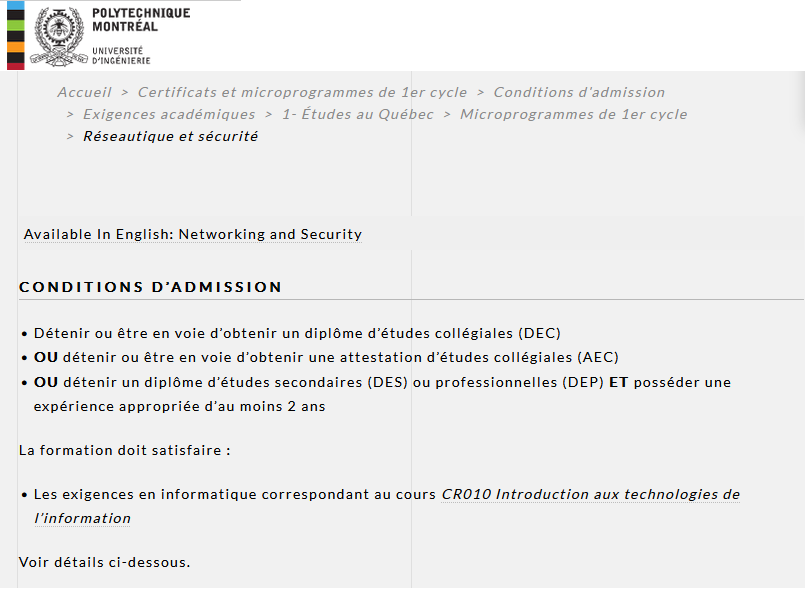 POLYTECHNIQUE
MONTRÉAL
UNIVERSITÉ
D'INGÉNIERIE
Accueil > Certificats et microprogrammes de 1er cycle > Conditions d'admission
> Exigences académiques > 1- Études au Québec > Microprogrammes de 1er cycle
> Réseautique et sécurité
Available In English: Networking and Security
CONDITIONS D'ADMISSION
• Détenir ou être en voie d'obtenir un diplôme d'études collégiales (DEC)
• OU détenir ou être en voie d'obtenir une attestation d'études collégiales (AEC)
• OU détenir un diplôme d'études secondaires (DES) ou professionnelles (DEP) ET posséder une
expérience appropriée d'au moins 2 ans
La formation doit satisfaire :
• Les exigences en informatique correspondant au cours CR010 Introduction aux technologies de
l'information
Voir détails ci-dessous.